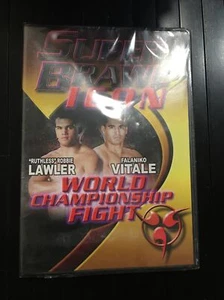 SUPER
BRAWL
ICON
"RUTHLESS" ROBBIE
LAWLER
FALANIKO
VITALE
WORLD
CHAMPIONSHIP
FIGHT